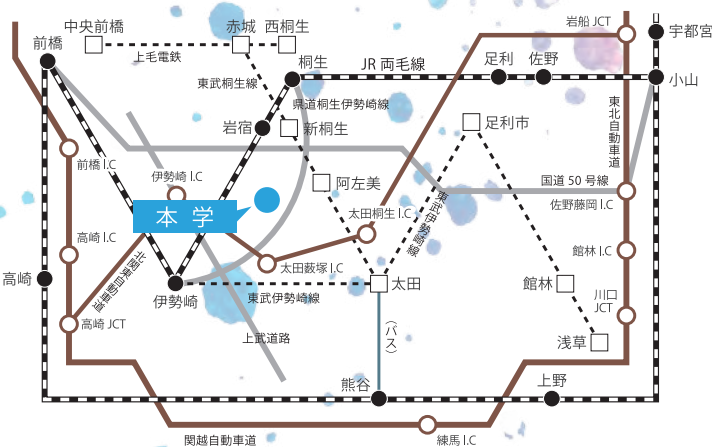 岩船 JCT
中央前橋
赤城
西桐生
宇都宮
前橋
上毛電鉄
桐生
JR 両毛線
足利
佐野
小山
東武桐生線
県道桐生伊勢崎線
東北自動車道
岩宿
新桐生
足利市
前橋 I.C
伊勢崎 I.C
阿左美
国道 50 号線
佐野藤岡 I.C
本 学
太田桐生 I.C
東武伊勢崎線
高崎 I.C
北関東自動車道
太田薮塚 I.C
館林 I.C
高崎
伊勢崎
東武伊勢崎線
太田
館林
川口
JCT
高崎 JCT
上武道路
（バス）
浅草
熊谷
上野
関越自動車道
練馬 I.C